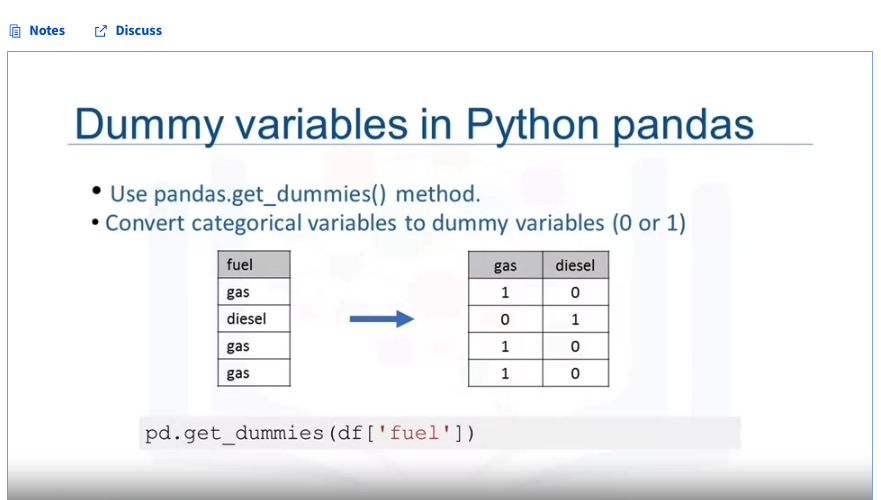 Notes Discuss
Dummy variables in Python pandas
• Use pandas.get_dummies() method.
• Convert categorical variables to dummy variables (0 or 1)
fuel
gas
diesel
gas
gas
gas diesel
1 0
0 1
1 0
1 0
pd.get_dummies(df['fuel'])